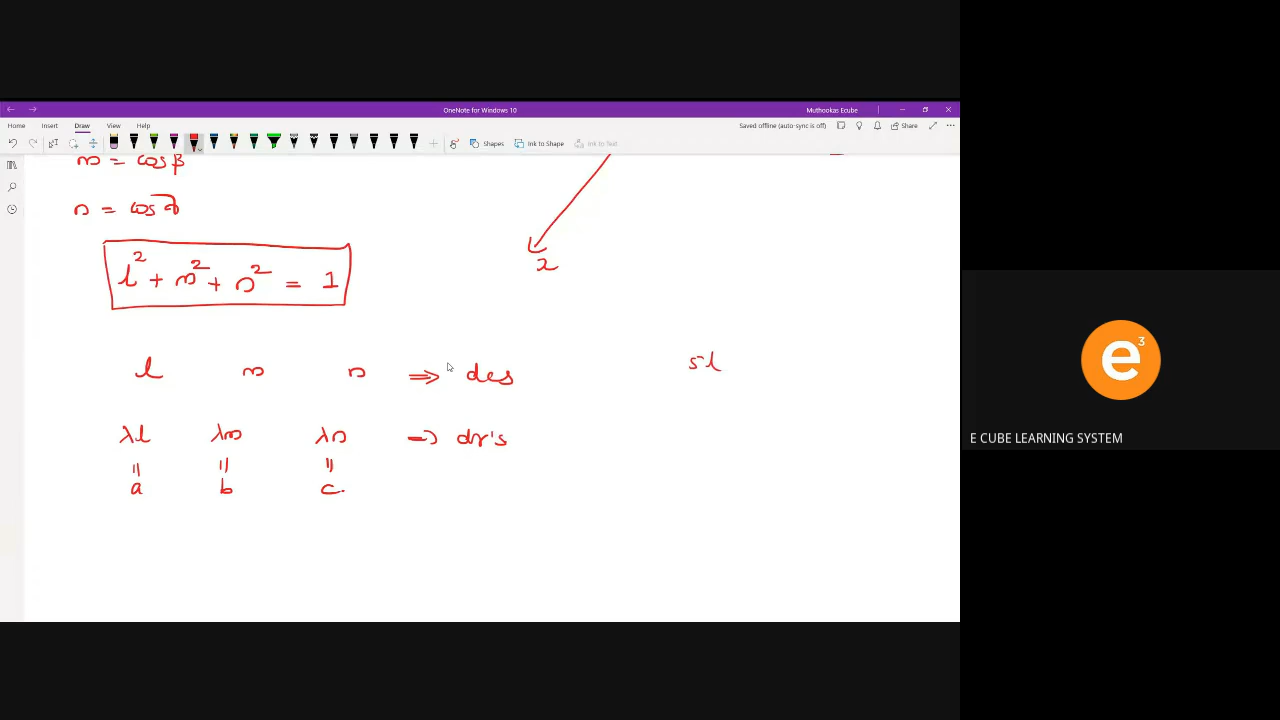 OneNote for Windows 10
Muthookas Ecube
Home Insert Draw View Help
Saved offline (auto-sync is off)
Share
Shapes
Ink to Shape
Ink to Text
m = cos β
n = cos γ
x
l² + m² + n² = 1
l m n ⇒ dcs
5l
λl λm λn → dr's
= = =
a b c.
e³
E CUBE LEARNING SYSTEM